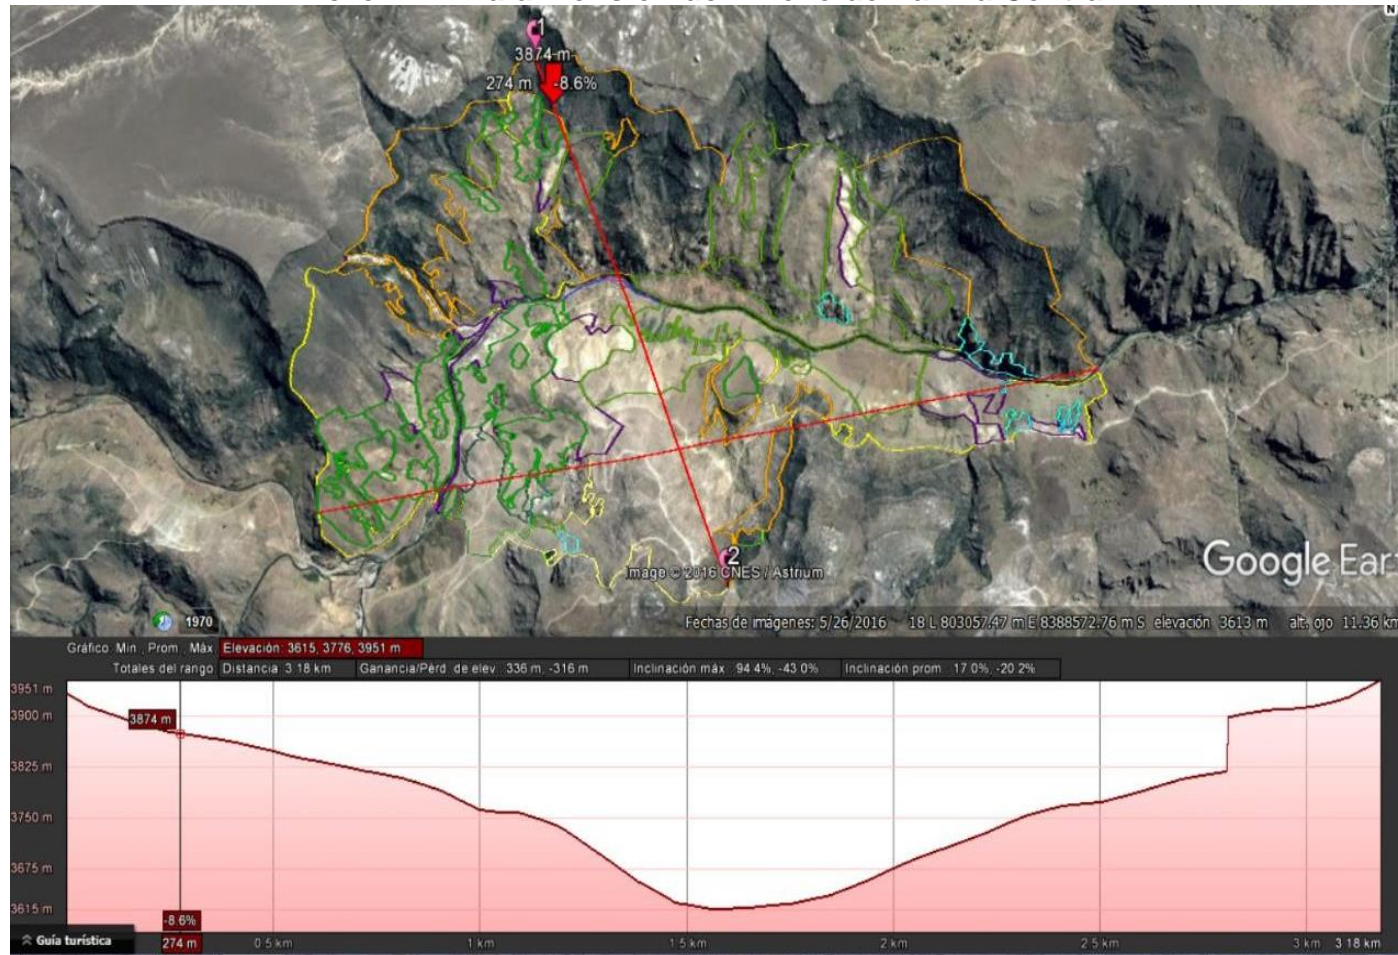 1
3874 m
274 m -8.6%
N
2
Image © 2016 CNES / Astrium
Google Ear
1970
Fechas de imágenes: 5/26/2016 18 L 803057.47 m E 8388572.76 m S elevación 3613 m alt. ojo 11.36 km
Gráfico Min., Prom., Máx Elevación: 3615, 3776, 3951 m
Totales del rango Distancia 3.18 km Ganancia/Pérd. de elev. 336 m, -316 m Inclinación máx. 94.4%, -43.0% Inclinación prom. 17.0%, -20.2%
3951 m
3900 m
3874 m
3825 m
3750 m
3675 m
3615 m
-8.6%
Guía turística 274 m 0.5 km 1 km 1.5 km 2 km 2.5 km 3 km 3.18 km